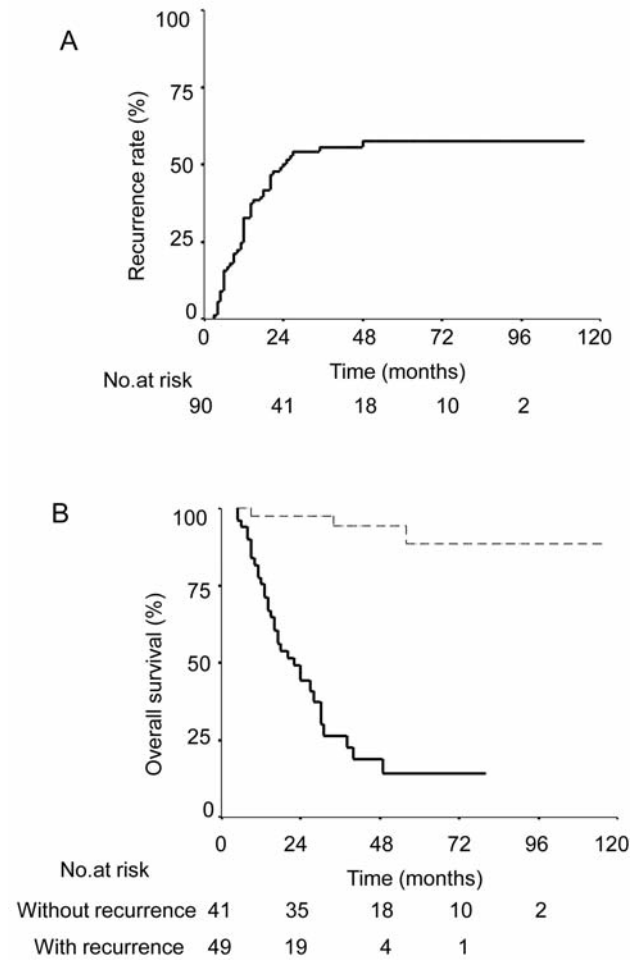 A
100
75
50
25
0
Recurrence rate (%)
0 24 48 72 96 120
Time (months)
No.at risk
90 41 18 10 2
B
100
75
50
25
0
Overall survival (%)
0 24 48 72 96 120
Time (months)
No.at risk
Without recurrence 41 35 18 10 2
With recurrence 49 19 4 1